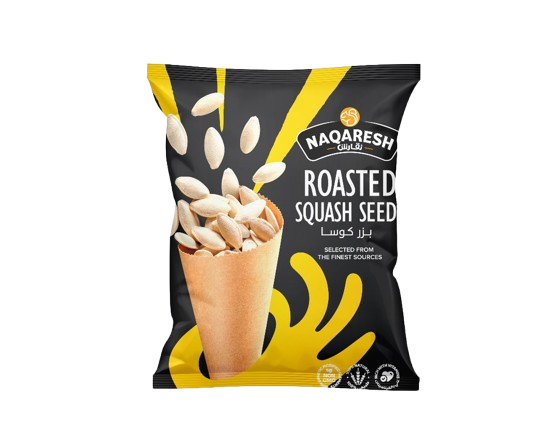 NAQARESH
نقارش
ROASTED
SQUASH SEED
بزر كوسا
SELECTED FROM
THE FINEST SOURCES